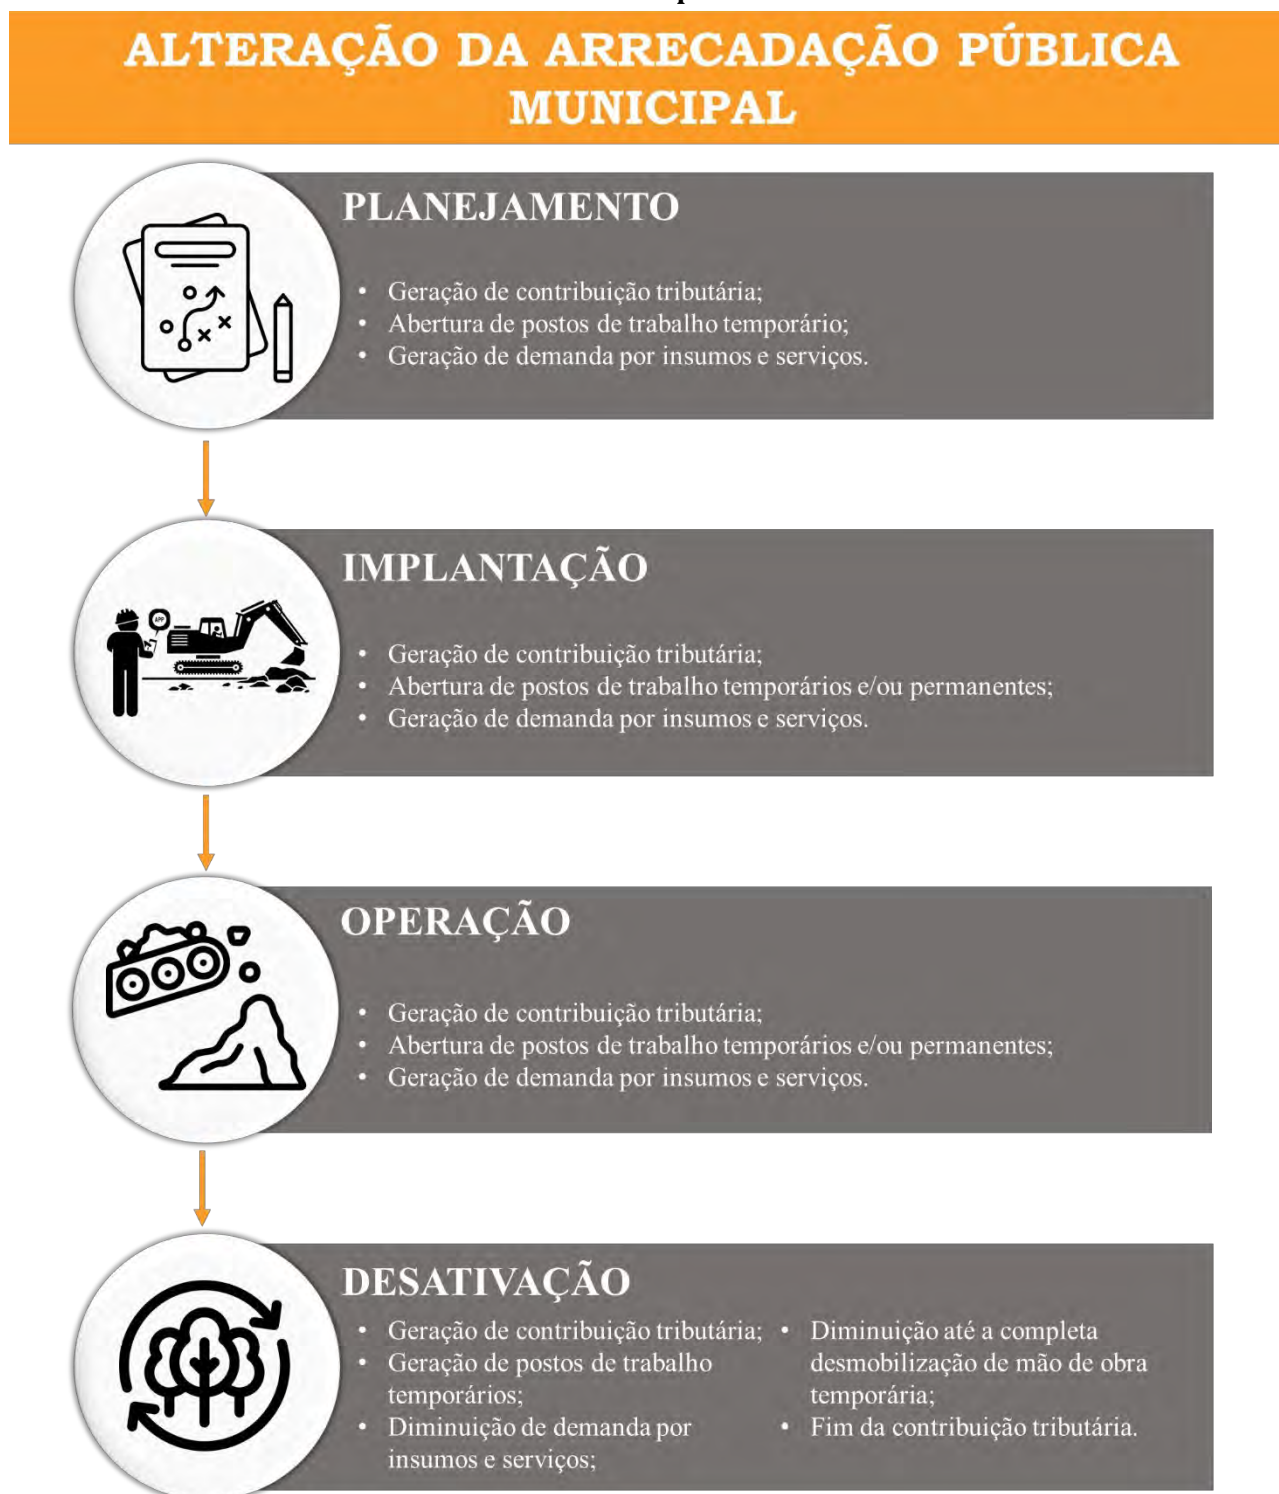 ALTERAÇÃO DA ARRECADAÇÃO PÚBLICA
MUNICIPAL
PLANEJAMENTO
• Geração de contribuição tributária;
• Abertura de postos de trabalho temporário;
• Geração de demanda por insumos e serviços.
IMPLANTAÇÃO
APP
• Geração de contribuição tributária;
• Abertura de postos de trabalho temporários e/ou permanentes;
• Geração de demanda por insumos e serviços.
OPERAÇÃO
• Geração de contribuição tributária;
• Abertura de postos de trabalho temporários e/ou permanentes;
• Geração de demanda por insumos e serviços.
DESATIVAÇÃO
• Geração de contribuição tributária;
• Geração de postos de trabalho
temporários;
• Diminuição de demanda por
insumos e serviços;
• Diminuição até a completa
desmobilização de mão de obra
temporária;
• Fim da contribuição tributária.